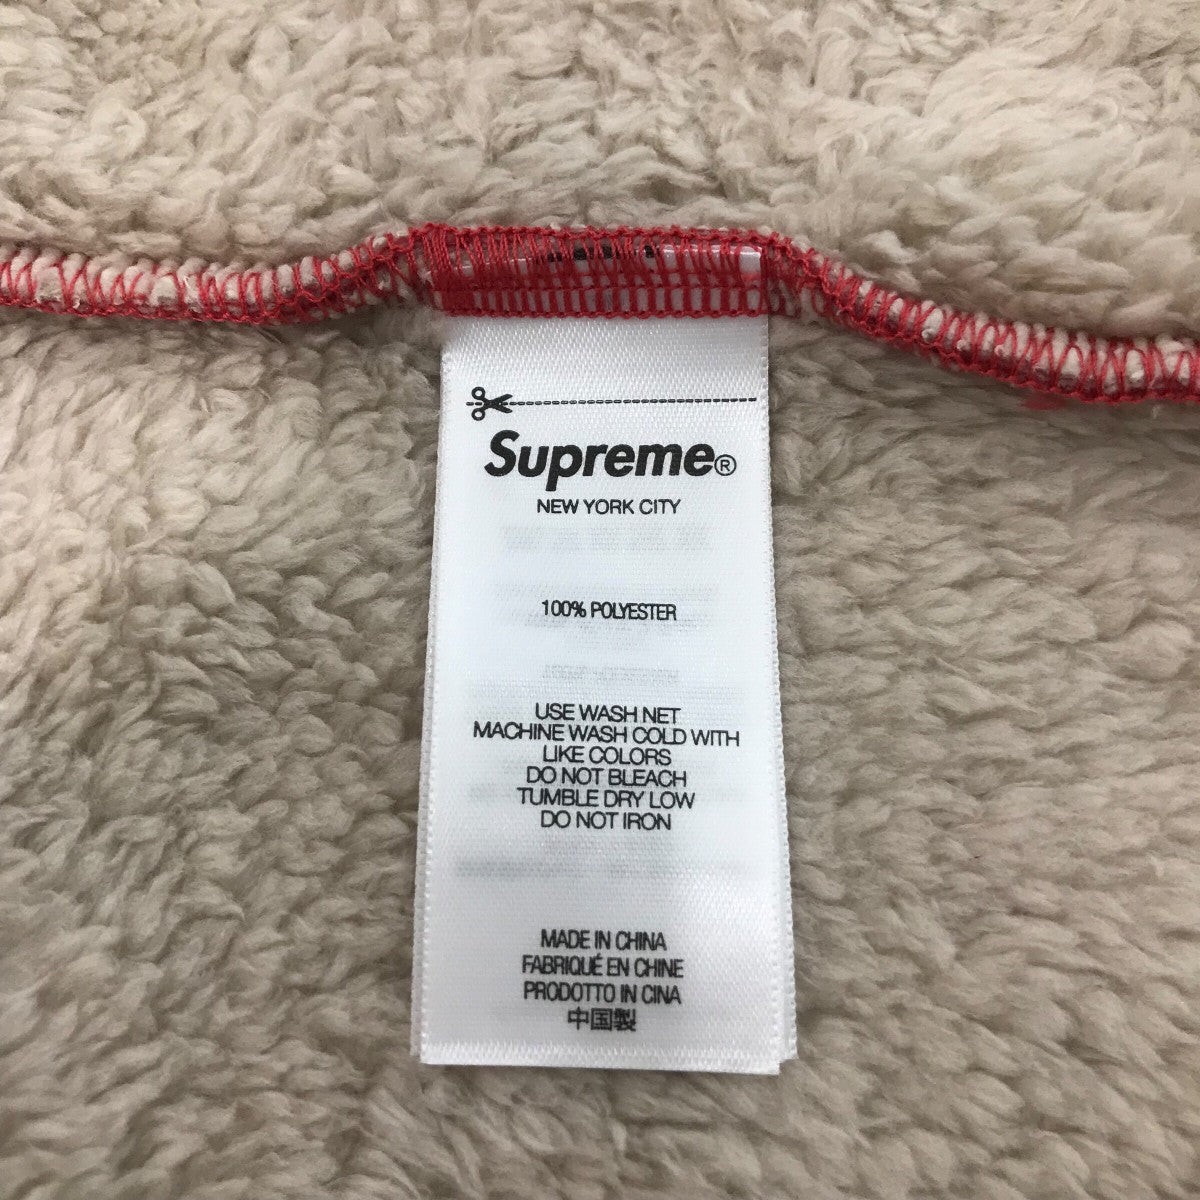 Supreme®
NEW YORK CITY
100% POLYESTER
USE WASH NET
MACHINE WASH COLD WITH
LIKE COLORS
DO NOT BLEACH
TUMBLE DRY LOW
DO NOT IRON
MADE IN CHINA
FABRIQUÉ EN CHINE
PRODOTTO IN CINA
中国製